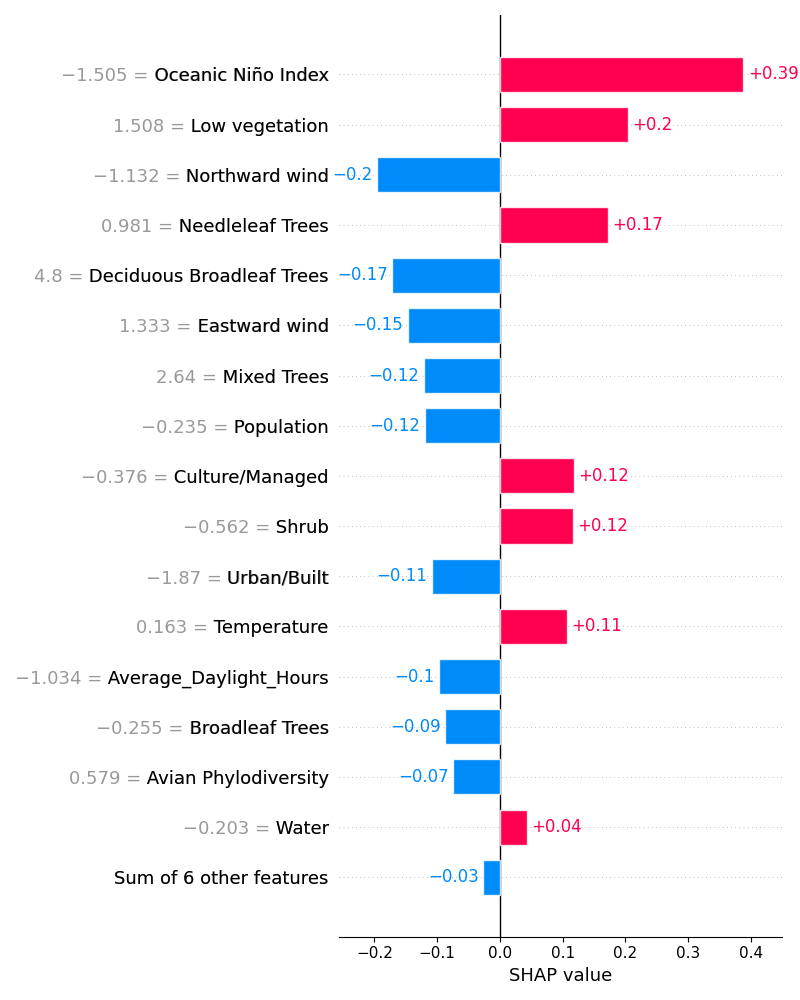 −1.505 = Oceanic Niño Index +0.39
1.508 = Low vegetation +0.2
−1.132 = Northward wind −0.2
0.981 = Needleleaf Trees +0.17
4.8 = Deciduous Broadleaf Trees −0.17
1.333 = Eastward wind −0.15
2.64 = Mixed Trees −0.12
−0.235 = Population −0.12
−0.376 = Culture/Managed +0.12
−0.562 = Shrub +0.12
−1.87 = Urban/Built −0.11
0.163 = Temperature +0.11
−1.034 = Average_Daylight_Hours −0.1
−0.255 = Broadleaf Trees −0.09
0.579 = Avian Phylodiversity −0.07
−0.203 = Water +0.04
Sum of 6 other features −0.03
−0.2 −0.1 0.0 0.1 0.2 0.3 0.4
SHAP value